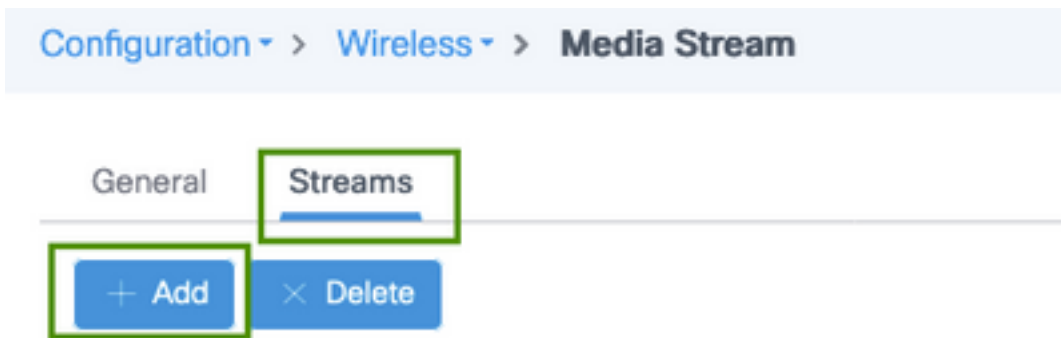 Configuration > Wireless > Media Stream
General Streams
+ Add × Delete